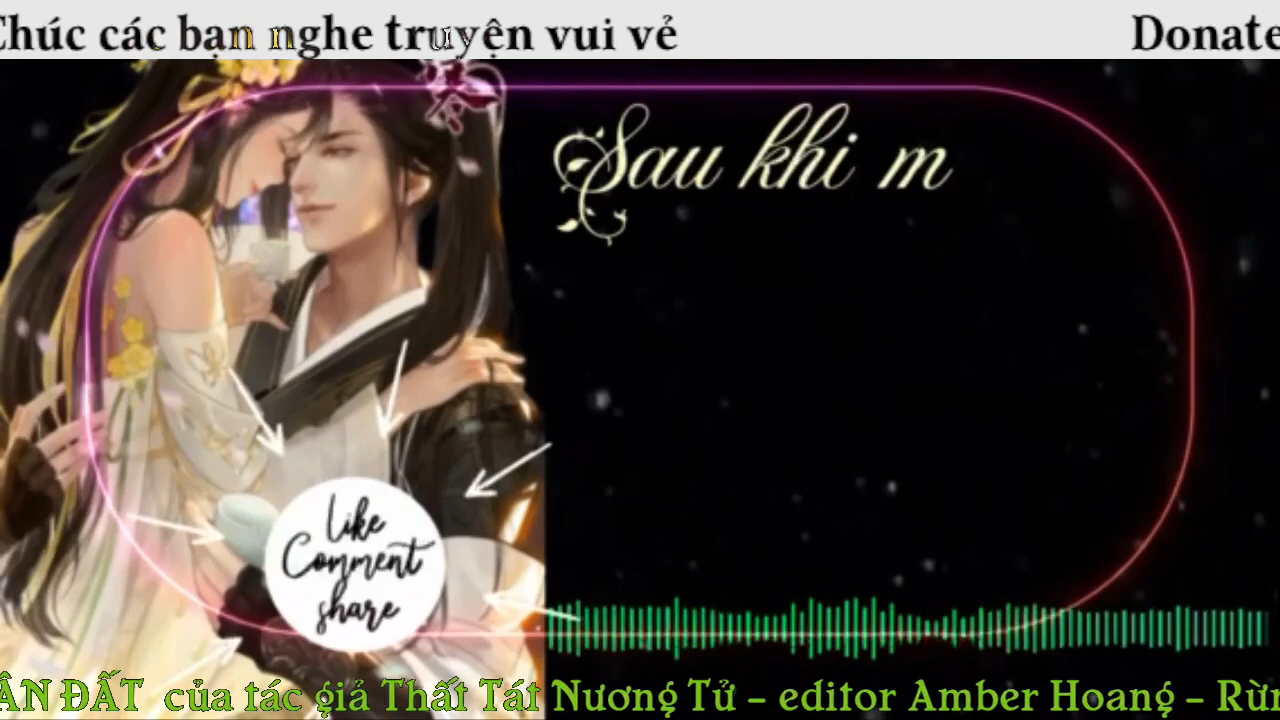 Chúc các bạn nghe truyện vui vẻ Donate
Sau khi m
like
Comment
share
ÂN ĐẤT của tác giả Thất Tát Nương Tử – editor Amber Hoang – Rừn